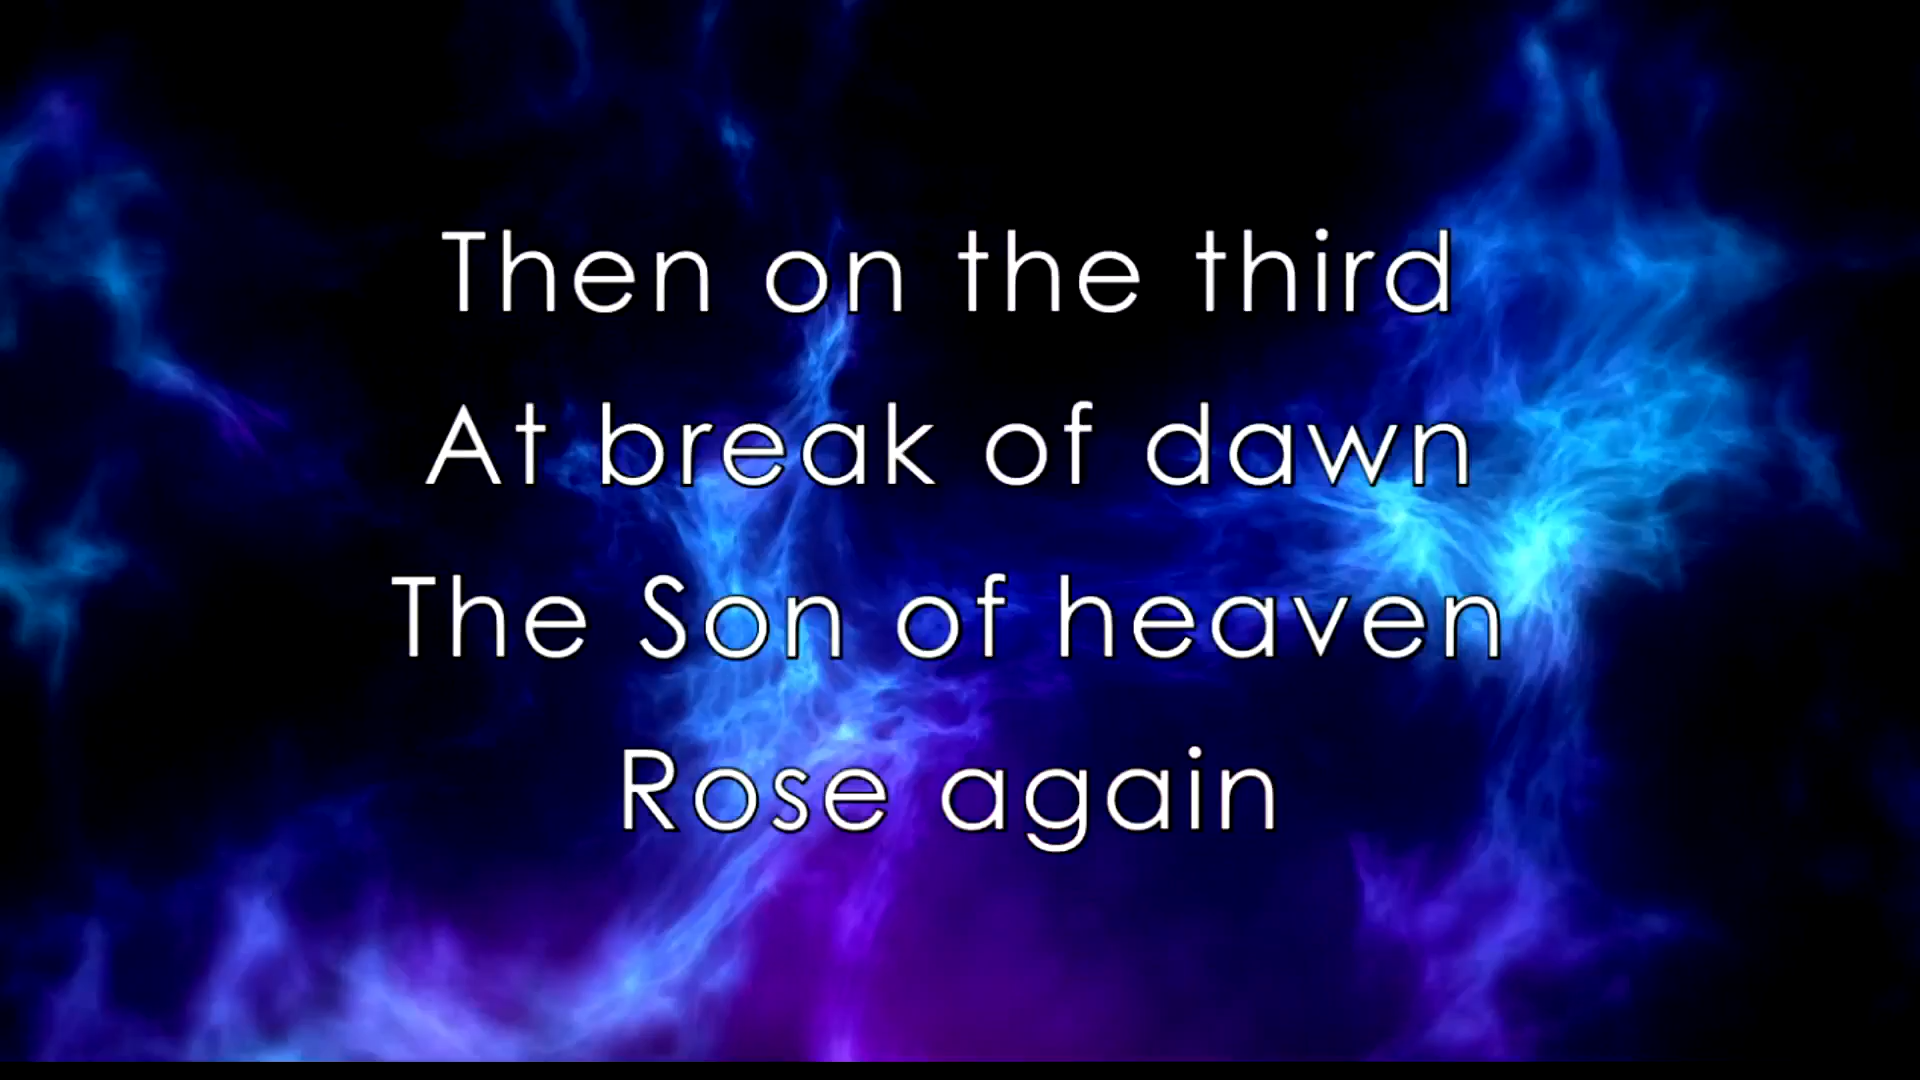 Then on the third
At break of dawn
The Son of heaven
Rose again